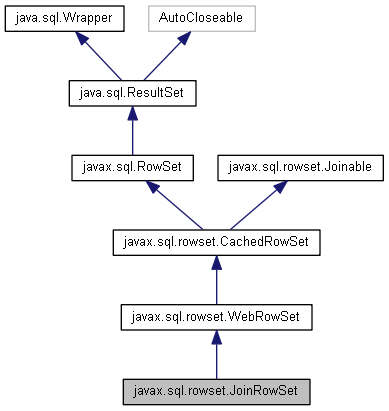 java.sql.Wrapper
AutoCloseable
java.sql.ResultSet
javax.sql.RowSet
javax.sql.rowset.Joinable
javax.sql.rowset.CachedRowSet
javax.sql.rowset.WebRowSet
javax.sql.rowset.JoinRowSet